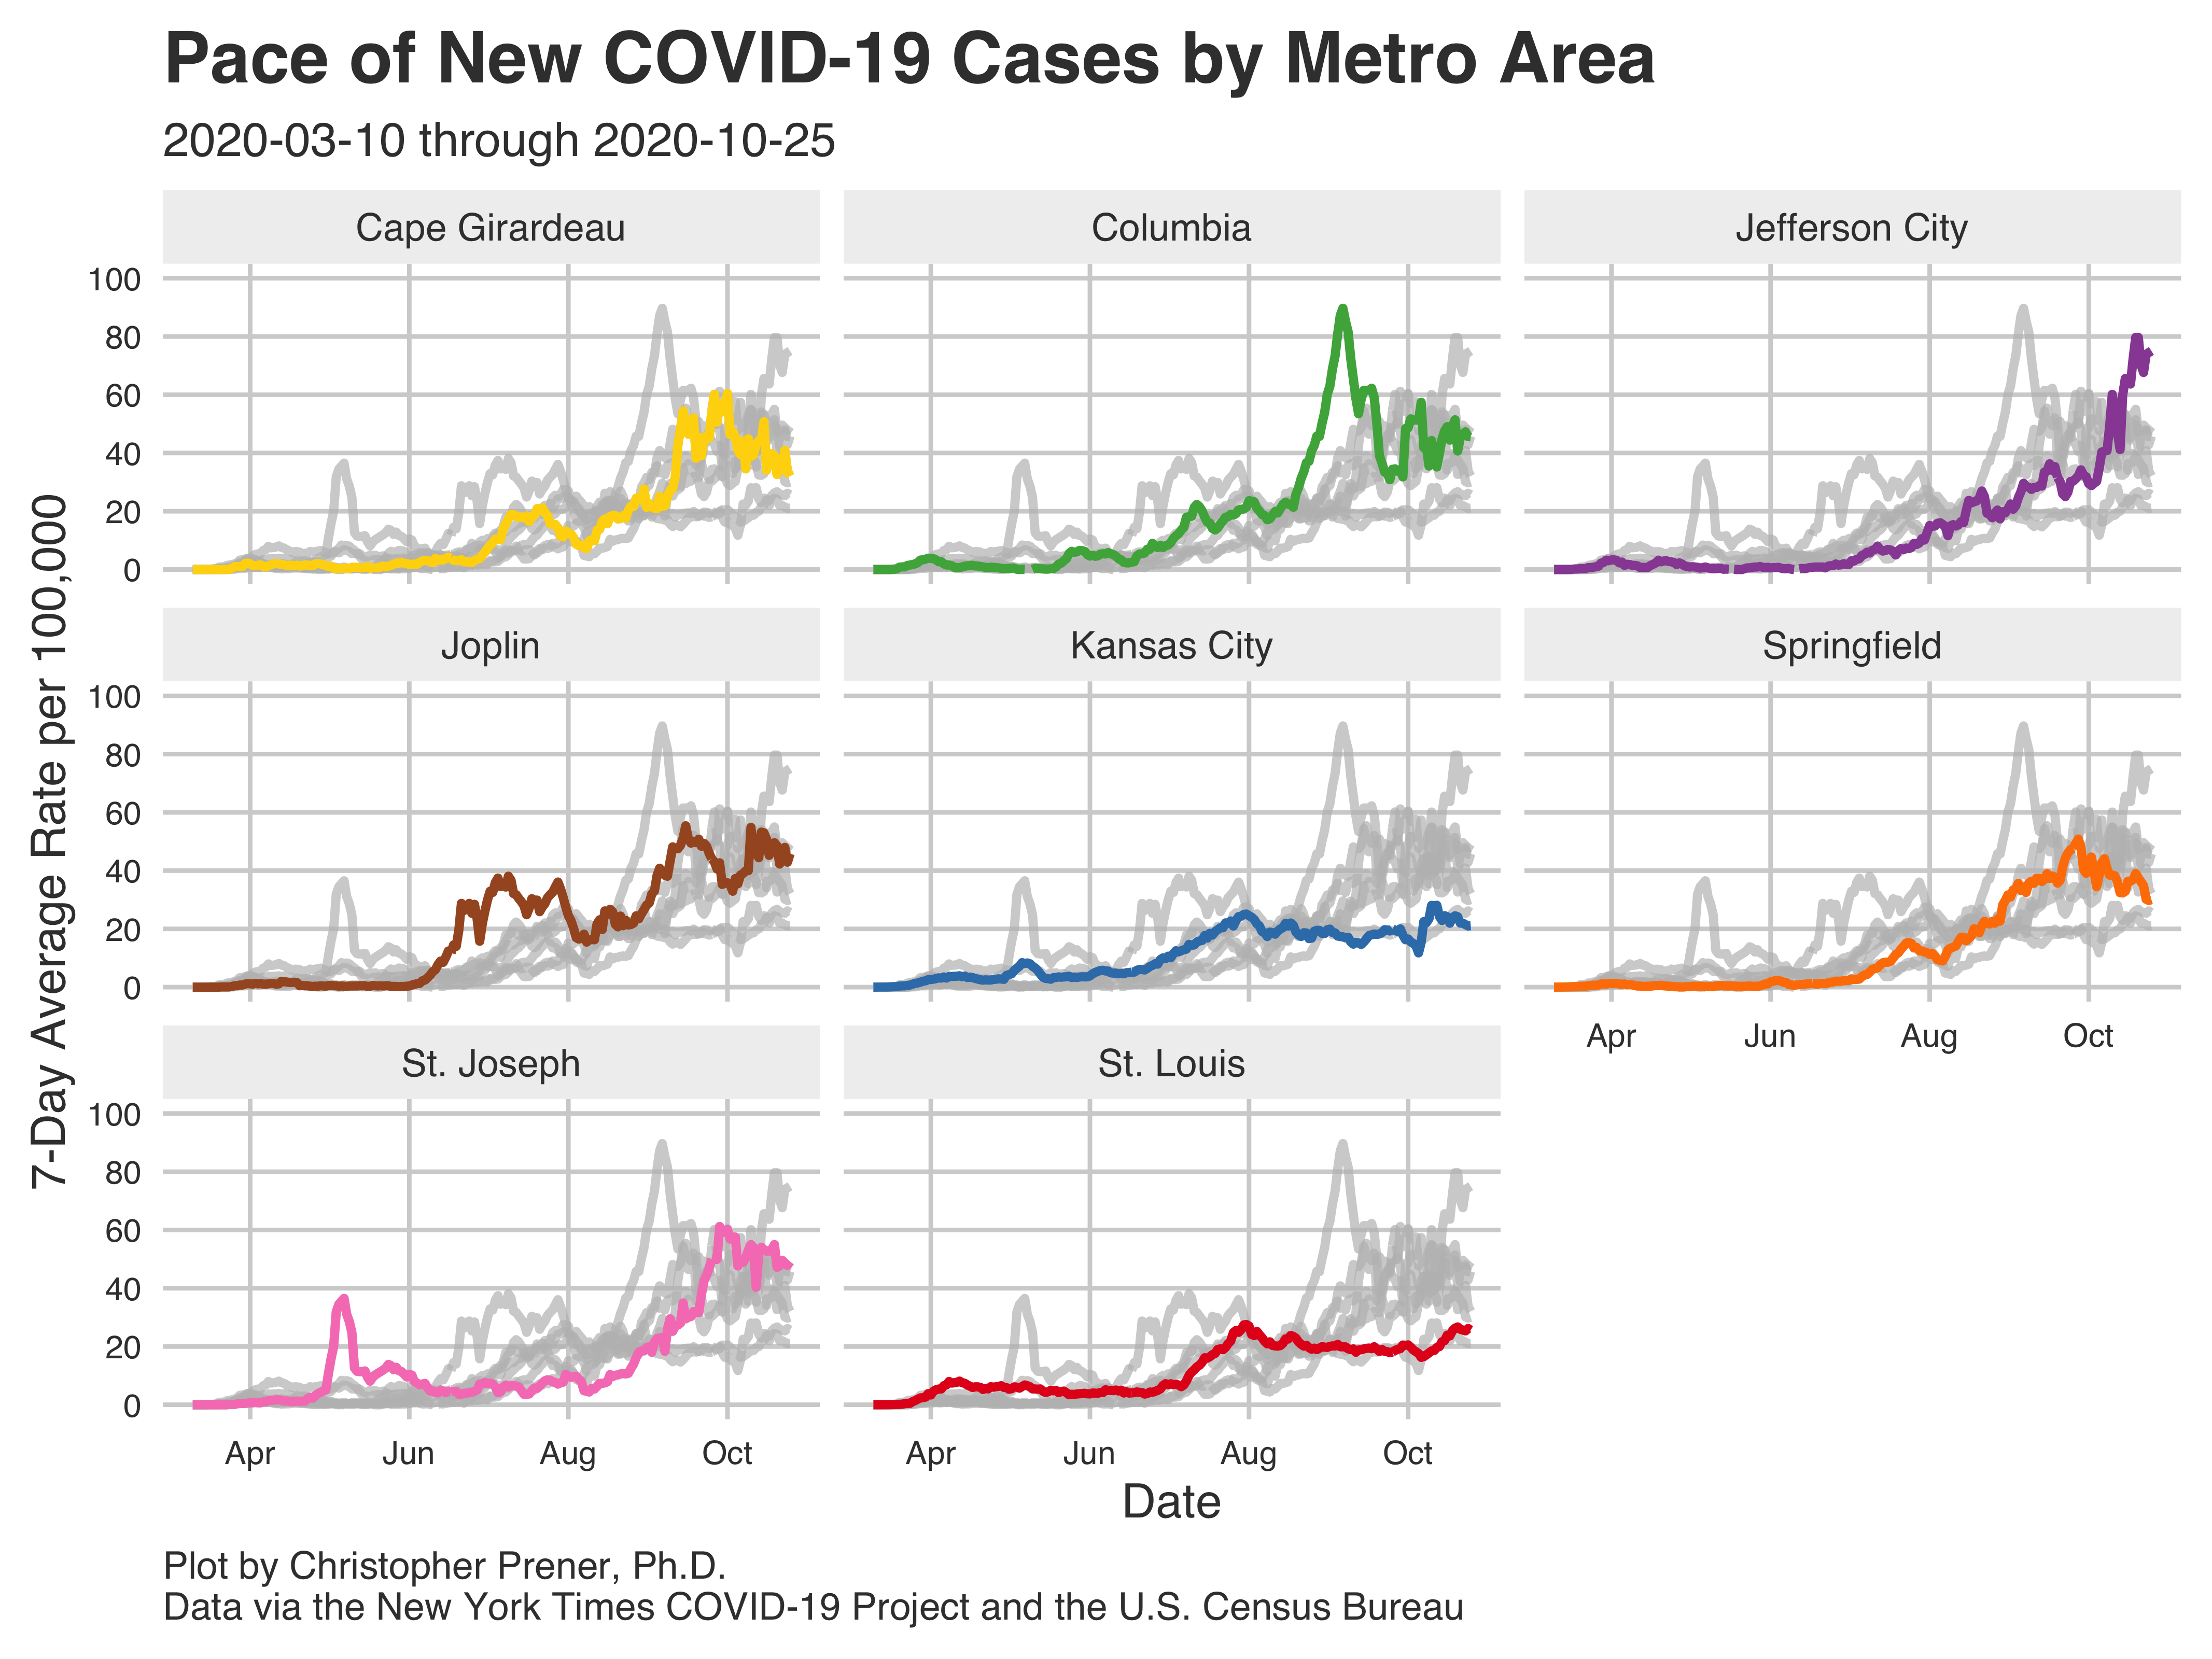 Pace of New COVID-19 Cases by Metro Area
2020-03-10 through 2020-10-25
7-Day Average Rate per 100,000
Cape Girardeau
Columbia
Jefferson City
100
80
60
40
20
0
Joplin
Kansas City
Springfield
100
80
60
40
20
0
Apr Jun Aug Oct
St. Joseph
St. Louis
100
80
60
40
20
0
Apr Jun Aug Oct
Apr Jun Aug Oct
Date
Plot by Christopher Prener, Ph.D.
Data via the New York Times COVID-19 Project and the U.S. Census Bureau